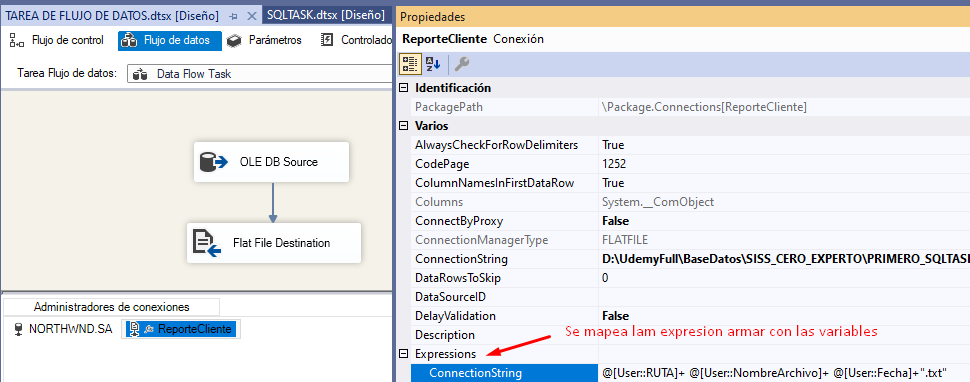 TAREA DE FLUJO DE DATOS.dtsx [Diseño]
SQLTASK.dtsx [Diseño]
Flujo de control
Flujo de datos
Parámetros
Controlado
Tarea Flujo de datos:
Data Flow Task
OLE DB Source
Flat File Destination
Administradores de conexiones
NORTHWND.SA
ReporteCliente
Propiedades
ReporteCliente Conexión
Identificación
PackagePath \Package.Connections[ReporteCliente]
Varios
AlwaysCheckForRowDelimiters True
CodePage 1252
ColumnNamesInFirstDataRow True
Columns System.__ComObject
ConnectByProxy False
ConnectionManagerType FLATFILE
ConnectionString D:\UdemyFull\BaseDatos\SISS_CERO_EXPERTO\PRIMERO_SQLTASK
DataRowsToSkip 0
DataSourceID
DelayValidation False
Description
Se mapea lam expresion armar con las variables
Expressions
ConnectionString @[User::RUTA]+ @[User::NombreArchivo]+ @[User::Fecha]+".txt"